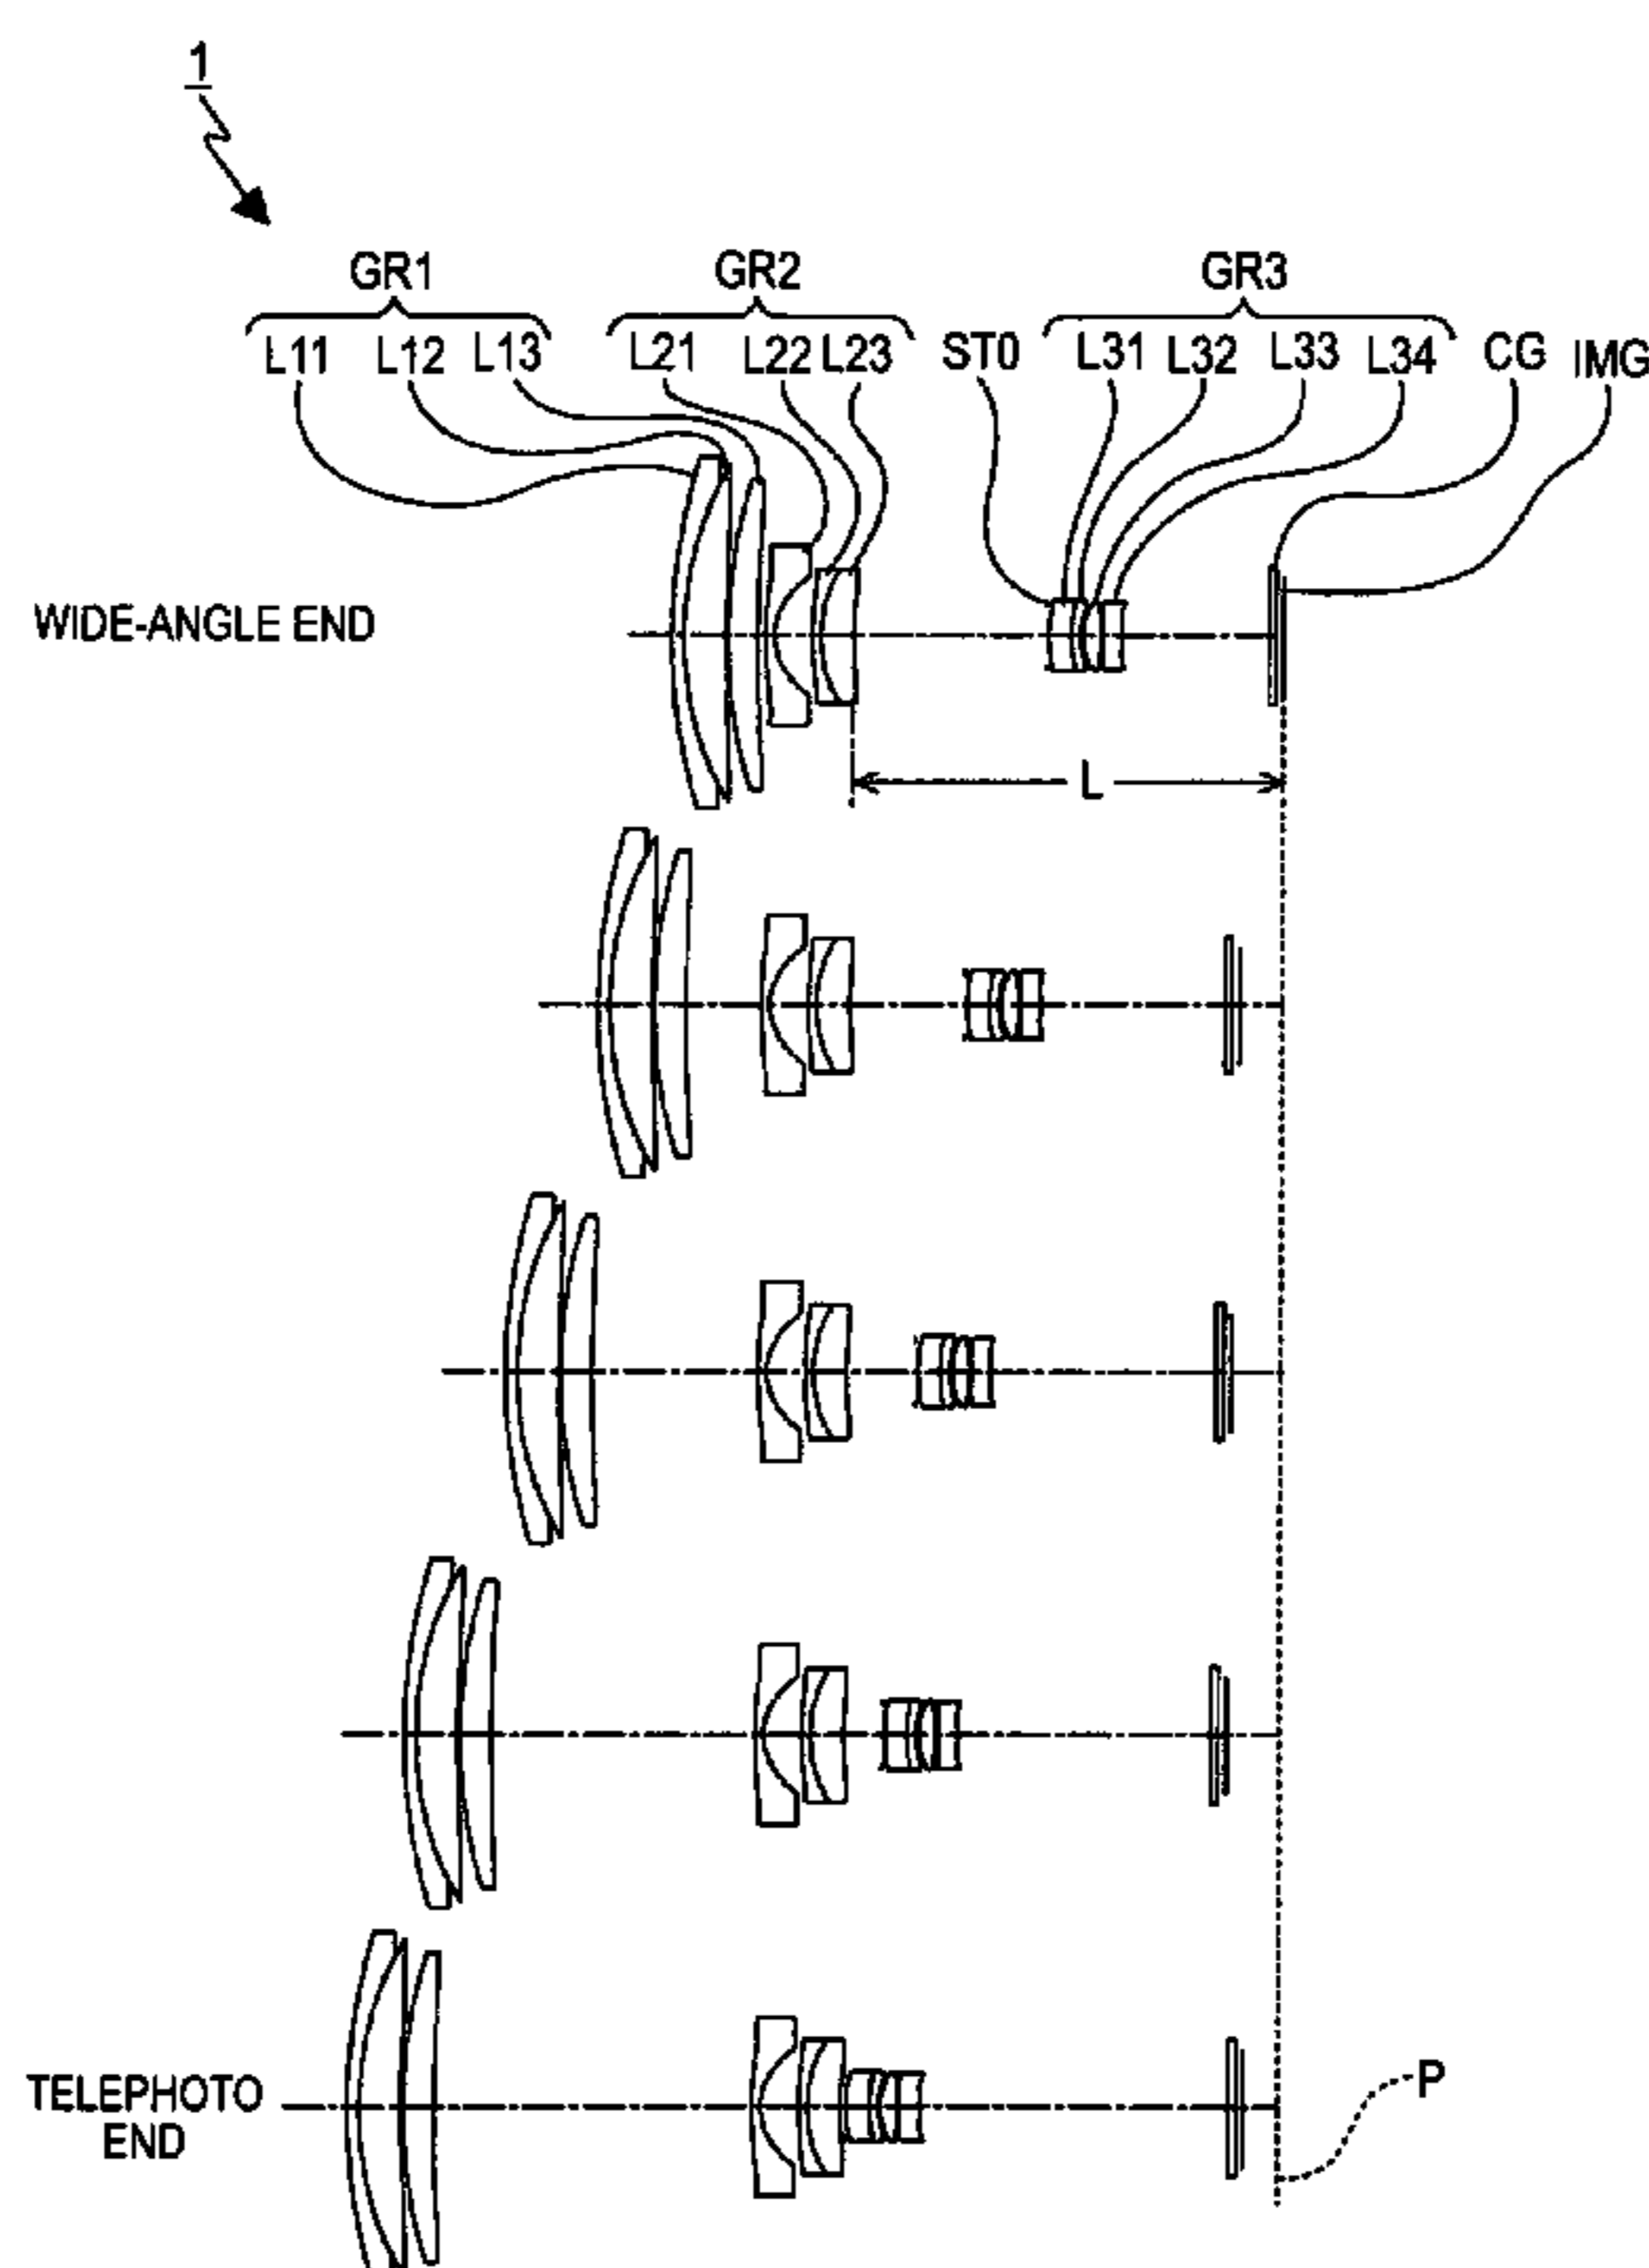 1
GR1 GR2 GR3
L11 L12 L13 L21 L22 L23 ST0 L31 L32 L33 L34 CG IMG
WIDE-ANGLE END
L
TELEPHOTO
END
P